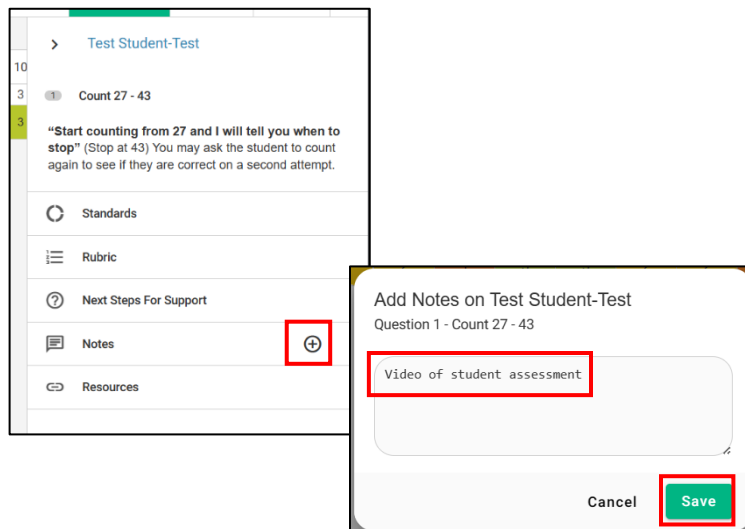 Test Student-Test
10
3
1 Count 27 - 43
3
“Start counting from 27 and I will tell you when to
stop” (Stop at 43) You may ask the student to count
again to see if they are correct on a second attempt.
Standards
Rubric
Next Steps For Support
Notes
Resources
Add Notes on Test Student-Test
Question 1 - Count 27 - 43
Video of student assessment
Cancel Save